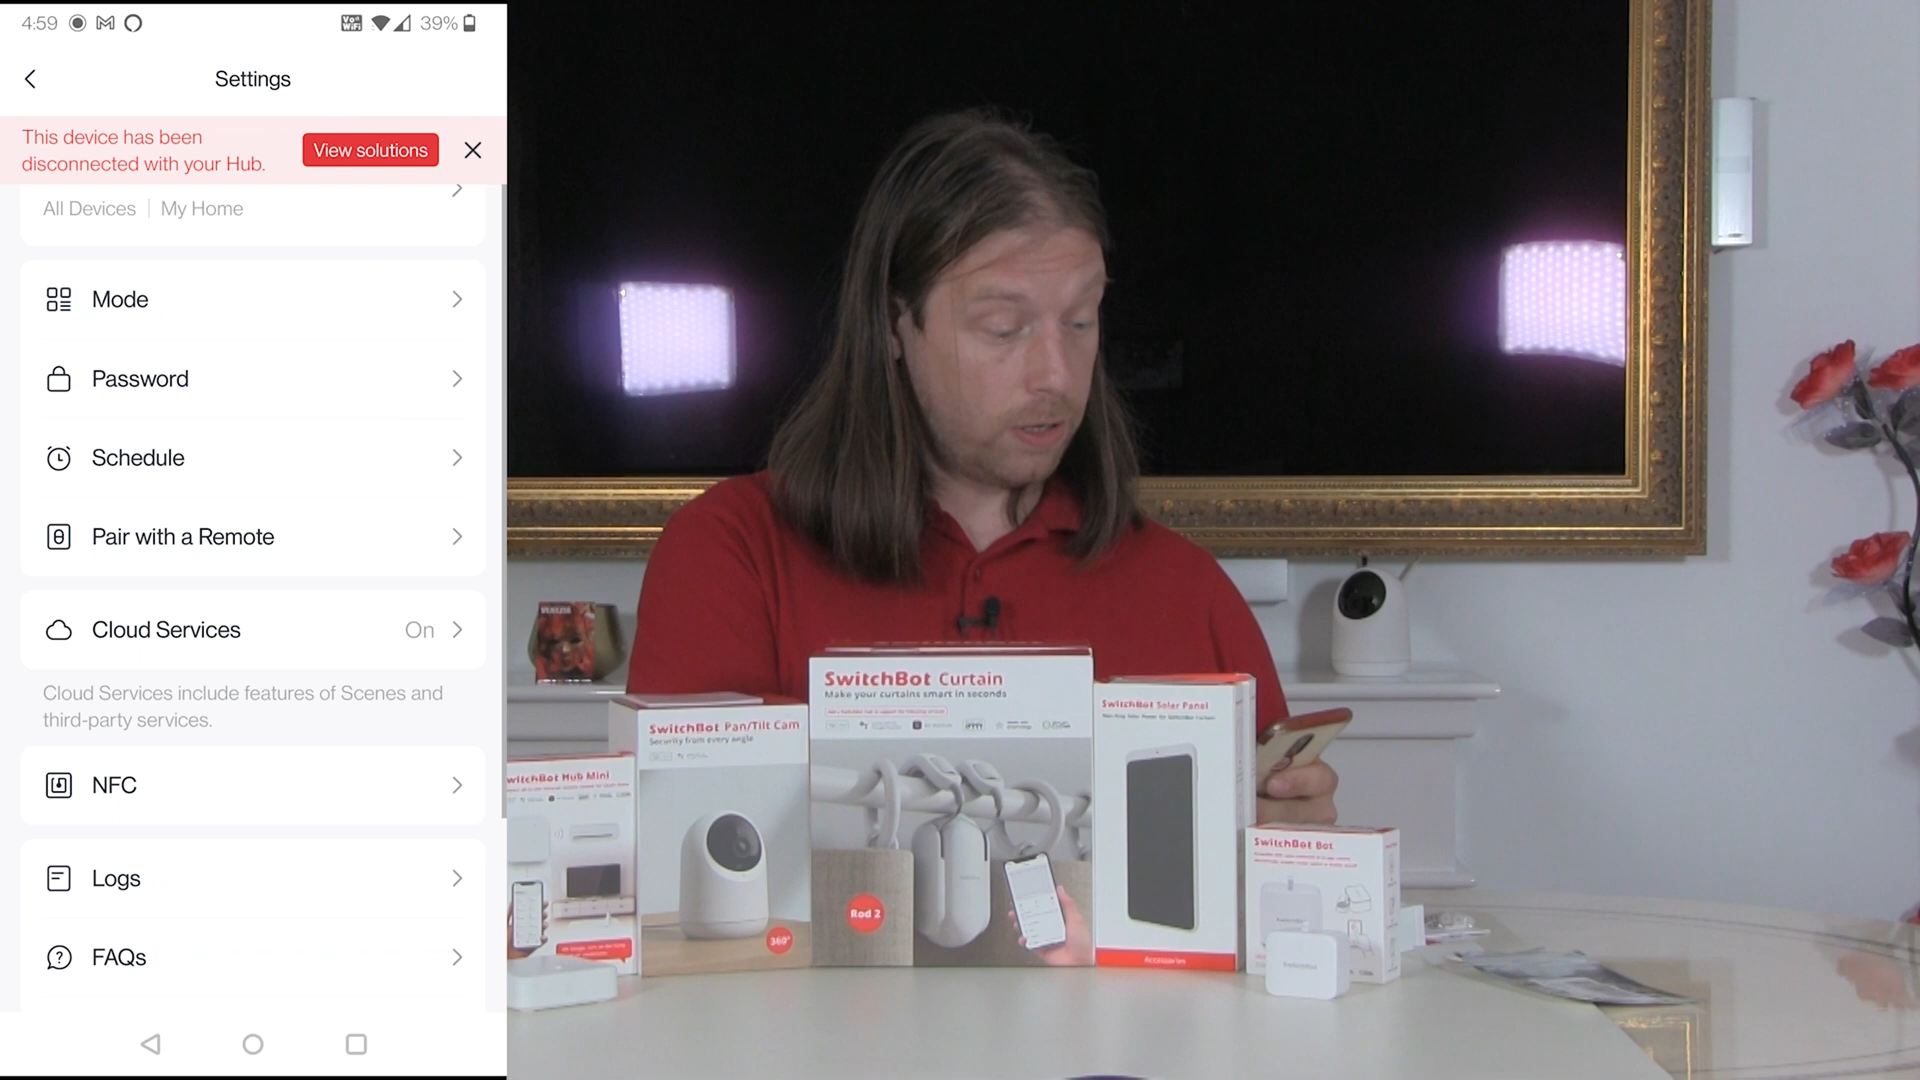 4:59
39%
Settings
This device has been
disconnected with your Hub.
View solutions
All Devices
My Home
Mode
Password
Schedule
Pair with a Remote
Cloud Services
On
Cloud Services include features of Scenes and
third-party services.
NFC
Logs
FAQs
SwitchBot Hub Mini
SwitchBot Pan/Tilt Cam
Security from every angle
360°
SwitchBot Curtain
Make your curtains smart in seconds
Rod 2
SwitchBot Solar Panel
Accessories
SwitchBot Bot
SwitchBot